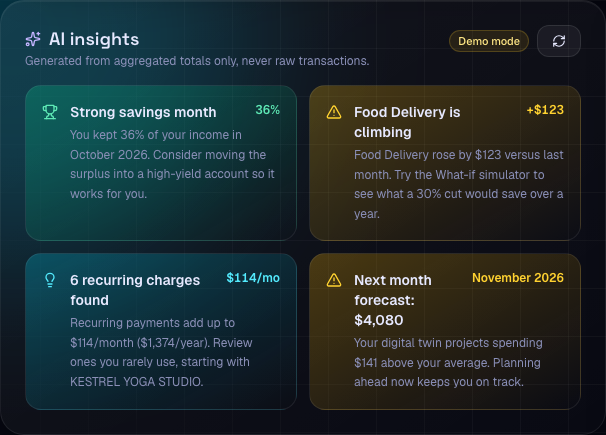 AI insights
Demo mode
Generated from aggregated totals only, never raw transactions.
Strong savings month
36%
You kept 36% of your income in
October 2026. Consider moving the
surplus into a high-yield account so it
works for you.
Food Delivery is
climbing
+$123
Food Delivery rose by $123 versus last
month. Try the What-if simulator to
see what a 30% cut would save over a
year.
6 recurring charges
found
$114/mo
Recurring payments add up to
$114/month ($1,374/year). Review
ones you rarely use, starting with
KESTREL YOGA STUDIO.
Next month
forecast:
$4,080
November 2026
Your digital twin projects spending
$141 above your average. Planning
ahead now keeps you on track.